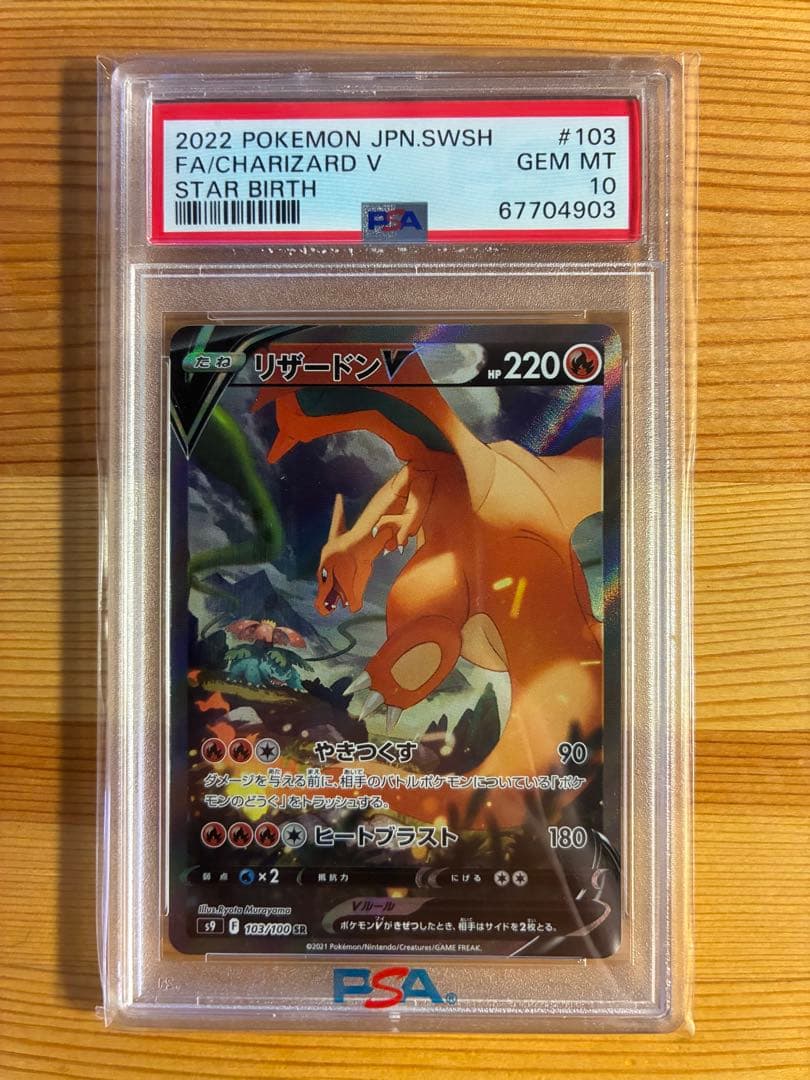 2022 POKEMON JPN.SWSH #103
FA/CHARIZARD V GEM MT
STAR BIRTH 10
67704903
PSA
たね リザードンV HP 220
やきつくす 90
ダメージを与える前に、相手のバトルポケモンについている「ポケ
モンのどうぐ」をトラッシュする。
ヒートブラスト 180
弱点 ×2 抵抗力 にげる
Illus. Ryota Murayama
Vルール
s9 F 103/100 SR
ポケモンVがきぜつしたとき、相手はサイドを2枚とる。
©2021 Pokémon/Nintendo/Creatures/GAME FREAK.
PSA®